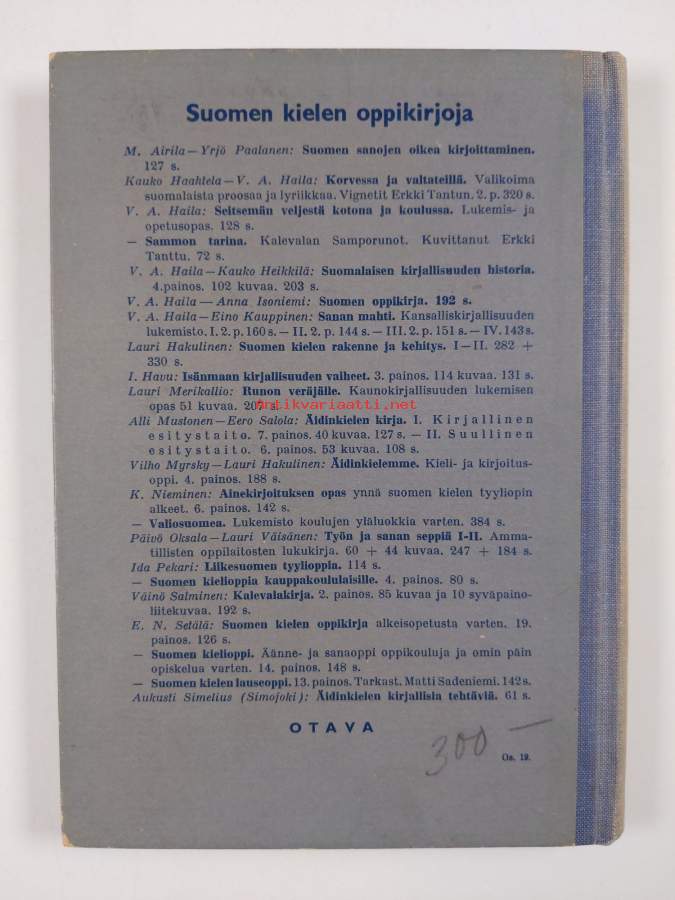 Suomen kielen oppikirjoja
M. Airila—Yrjö Paalanen: Suomen sanojen oikea kirjoittaminen.
127 s.
Kauko Haahtela—V. A. Haila: Korvessa ja valtateillä. Valikoima
suomalaista proosaa ja lyriikkaa. Vignetit Erkki Tantun. 2. p. 320 s.
V. A. Haila: Seitsemän veljestä kotona ja koulussa. Lukemis- ja
opetusopas. 128 s.
— Sammon tarina. Kalevalan Samporunot. Kuvittanut Erkki
Tanttu. 72 s.
V. A. Haila—Kauko Heikkilä: Suomalaisen kirjallisuuden historia.
4. painos. 102 kuvaa. 203 s.
V. A. Haila — Anna Isoniemi: Suomen oppikirja. 192 s.
V. A. Haila—Eino Kauppinen: Sanan mahti. Kansalliskirjallisuuden
lukemisto. I. 2. p. 160 s. — II. 2. p. 144 s. — III. 2. p. 151 s. — IV. 143 s.
Lauri Hakulinen: Suomen kielen rakenne ja kehitys. I—II. 282 +
330 s.
I. Havu: Isänmaan kirjallisuuden vaiheet. 3. painos. 114 kuvaa. 131 s.
Lauri Merikallio: Runon veräjälle. Kaunokirjallisuuden lukemisen
opas 51 kuvaa. 207 s.
antikvariaatti.net
Alli Mustonen—Eero Salola: Äidinkielen kirja. I. Kirjallinen
esitystaito. 7. painos. 40 kuvaa. 127 s. — II. Suullinen
esitystaito. 6. painos. 53 kuvaa. 108 s.
Vilho Myrsky—Lauri Hakulinen: Äidinkielemme. Kieli- ja kirjoitus-
oppi. 4. painos. 188 s.
K. Nieminen: Ainekirjoituksen opas ynnä suomen kielen tyyliopin
alkeet. 6. painos. 142 s.
— Valiosuomea. Lukemisto koulujen yläluokkia varten. 384 s.
Päivö Oksala—Lauri Väisänen: Työn ja sanan seppiä I-II. Amma-
tillisten oppilaitosten lukukirja. 60 + 44 kuvaa. 247 + 184 s.
Ida Pekari: Liikesuomen tyylioppia. 114 s.
— Suomen kielioppia kauppakoululaisille. 4. painos. 80 s.
Väinö Salminen: Kalevalakirja. 2. painos. 85 kuvaa ja 10 syväpaino-
liitekuvaa. 192 s.
E. N. Setälä: Suomen kielen oppikirja alkeisopetusta varten. 19.
painos. 126 s.
— Suomen kielioppi. Äänne- ja sanaoppi oppikouluja ja omin päin
opiskelua varten. 14. painos. 148 s.
— Suomen kielen lauseoppi. 13. painos. Tarkast. Matti Sadeniemi. 142 s.
Aukusti Simelius (Simojoki): Äidinkielen kirjallisia tehtäviä. 61 s.
OTAVA
300 —
Os. 19.